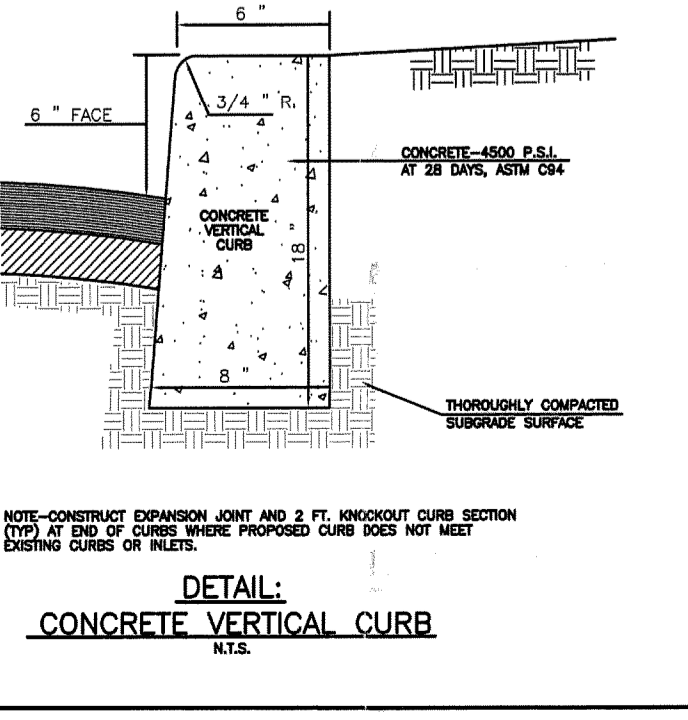 6 "
6 " FACE
3/4 " R.
CONCRETE-4500 P.S.I.
AT 28 DAYS, ASTM C94
CONCRETE
VERTICAL
CURB
18 "
8 "
THOROUGHLY COMPACTED
SUBGRADE SURFACE
NOTE-CONSTRUCT EXPANSION JOINT AND 2 FT. KNOCKOUT CURB SECTION
(TYP) AT END OF CURBS WHERE PROPOSED CURB DOES NOT MEET
EXISTING CURBS OR INLETS.
DETAIL:
CONCRETE VERTICAL CURB
N.T.S.